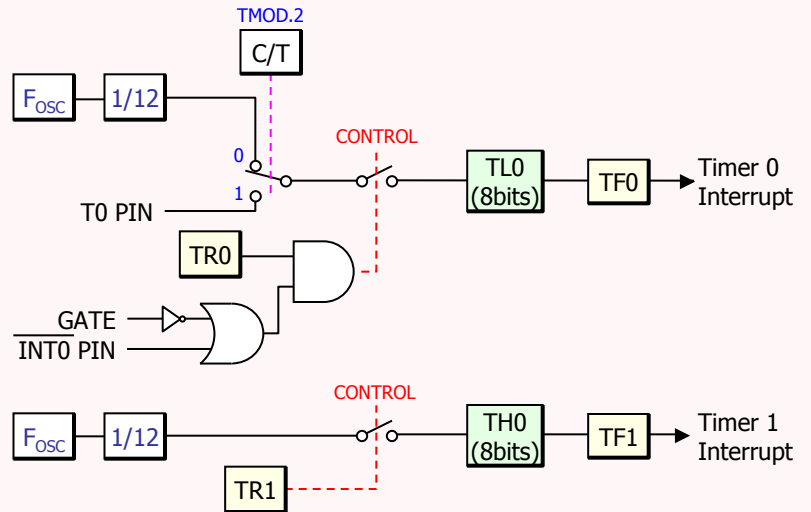 TMOD.2
C/T
FOSC
1/12
CONTROL
0
1
T0 PIN
TL0
(8bits)
TF0
Timer 0
Interrupt
TR0
GATE
INT0 PIN
CONTROL
FOSC
1/12
TH0
(8bits)
TF1
Timer 1
Interrupt
TR1